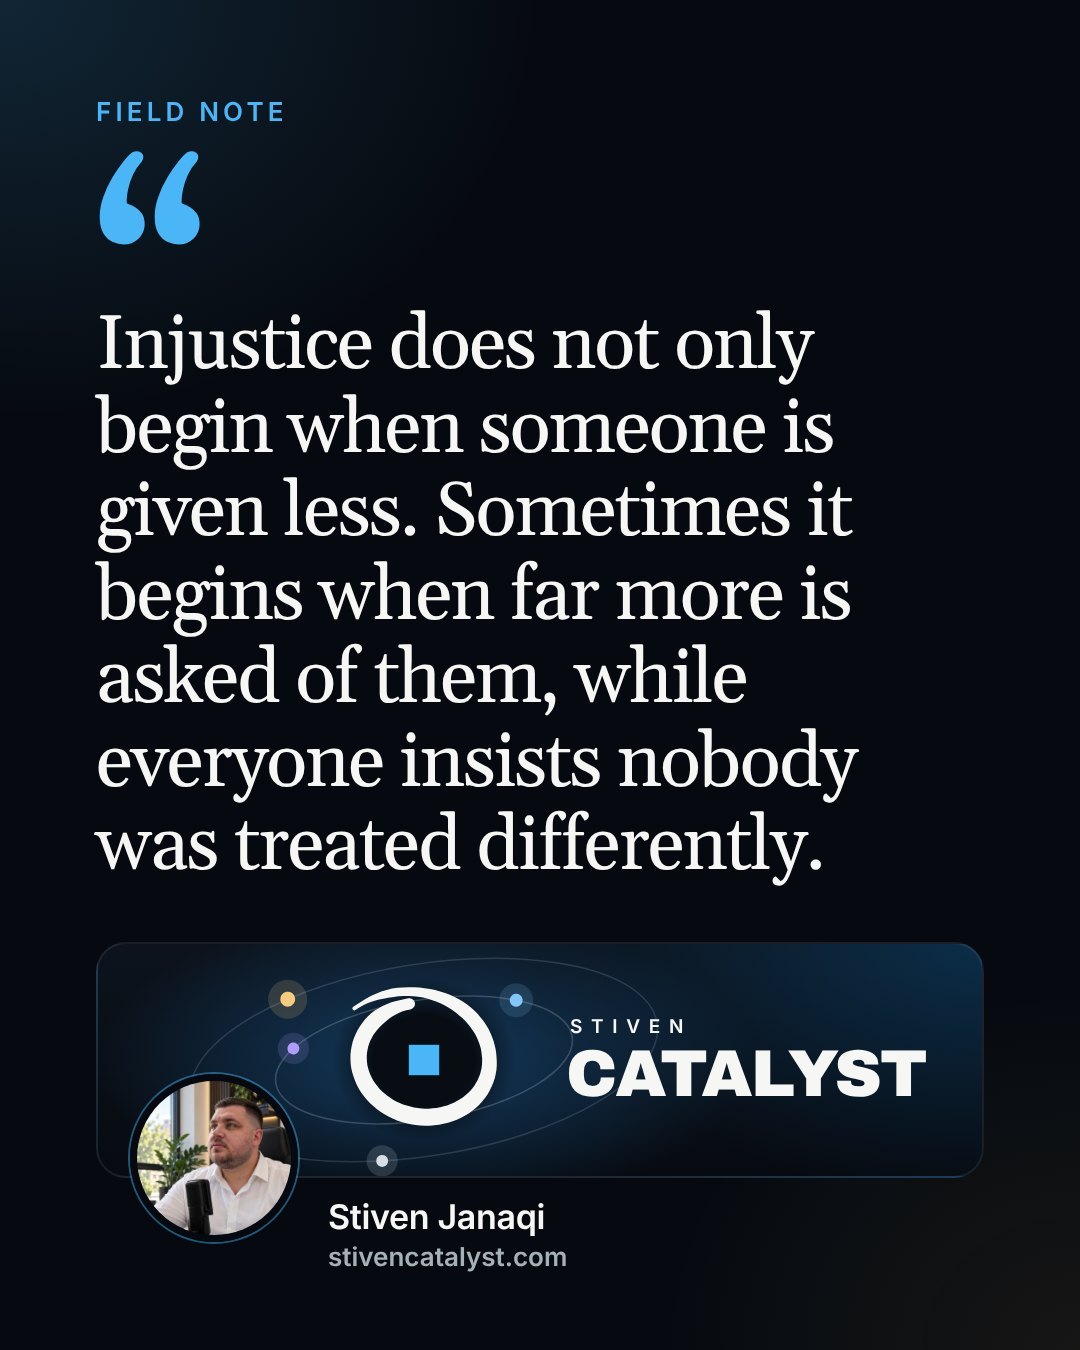 FIELD NOTE
“
Injustice does not only
begin when someone is
given less. Sometimes it
begins when far more is
asked of them, while
everyone insists nobody
was treated differently.
STIVEN
CATALYST
Stiven Janaqi
stivencatalyst.com